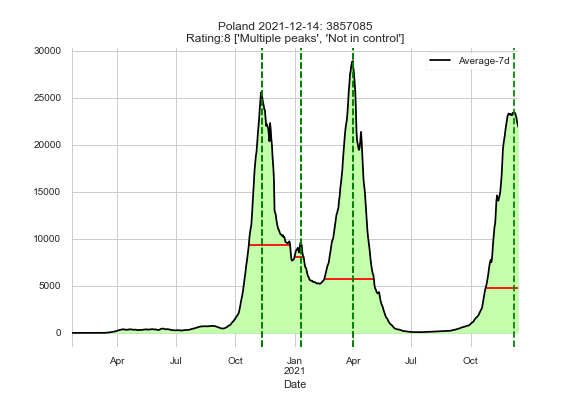 Poland 2021-12-14: 3857085
Rating:8 ['Multiple peaks', 'Not in control']
Average-7d
30000
25000
20000
15000
10000
5000
0
Apr Jul Oct Jan Apr Jul Oct
2021
Date